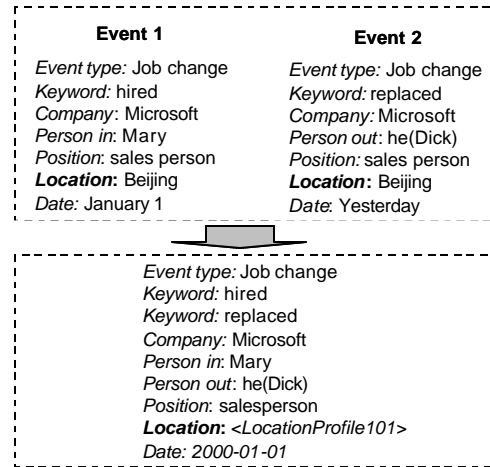 Event 1
Event type: Job change
Keyword: hired
Company: Microsoft
Person in: Mary
Position: sales person
Location: Beijing
Date: January 1
Event 2
Event type: Job change
Keyword: replaced
Company: Microsoft
Person out: he(Dick)
Position: sales person
Location: Beijing
Date: Yesterday
Event type: Job change
Keyword: hired
Keyword: replaced
Company: Microsoft
Person in: Mary
Person out: he(Dick)
Position: salesperson
Location: <LocationProfile101>
Date: 2000-01-01